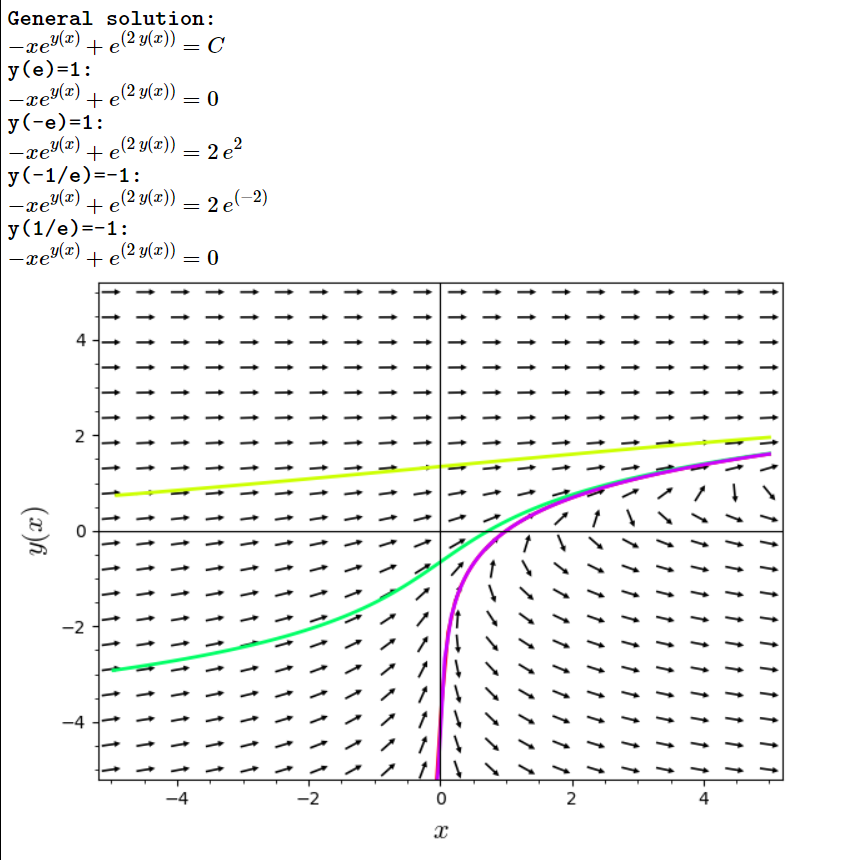 General solution:
−xe^{y(x)} + e^{(2 y(x))} = C
y(e)=1:
−xe^{y(x)} + e^{(2 y(x))} = 0
y(-e)=1:
−xe^{y(x)} + e^{(2 y(x))} = 2 e^{2}
y(-1/e)=-1:
−xe^{y(x)} + e^{(2 y(x))} = 2 e^{(−2)}
y(1/e)=-1:
−xe^{y(x)} + e^{(2 y(x))} = 0
4
2
0
−2
−4
y(x)
−4 −2 0 2 4
x